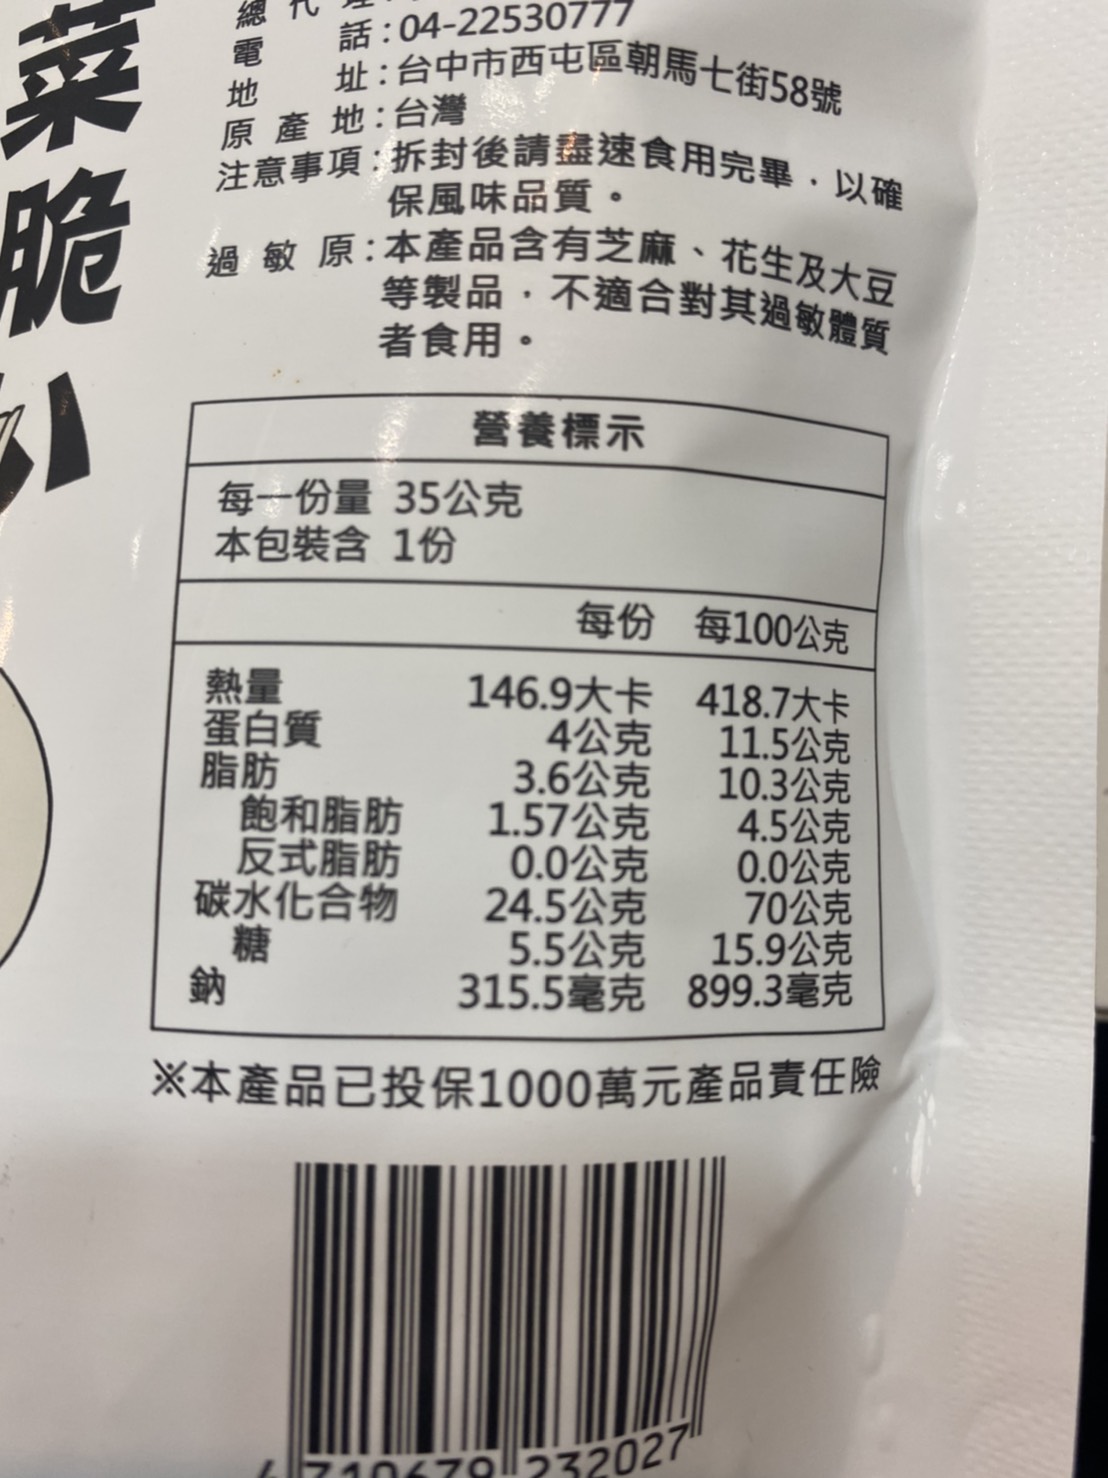 菜脆
總代理:
電話:04-22530777
地址:台中市西屯區朝馬七街58號
原產地:台灣
注意事項:拆封後請盡速食用完畢,以確
保風味品質。
過敏原:本產品含有芝麻、花生及大豆
等製品,不適合對其過敏體質
者食用。
營養標示
每一份量 35公克
本包裝含 1份
每份 每100公克
熱量 146.9大卡 418.7大卡
蛋白質 4公克 11.5公克
脂肪 3.6公克 10.3公克
飽和脂肪 1.57公克 4.5公克
反式脂肪 0.0公克 0.0公克
碳水化合物 24.5公克 70公克
糖 5.5公克 15.9公克
鈉 315.5毫克 899.3毫克
※本產品已投保1000萬元產品責任險
4 710679 232027